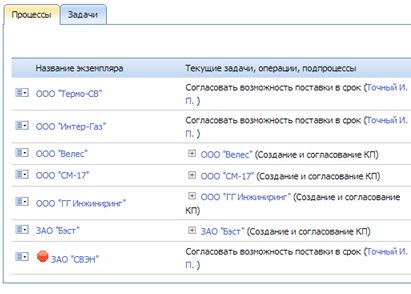 Процессы Задачи
Название экземпляра Текущие задачи, операции, подпроцессы
ООО "Термо-СВ" Согласовать возможность поставки в срок (Точный И.
П. )
ООО "Интер-Газ" Согласовать возможность поставки в срок (Точный И.
П. )
ООО "Велес" ООО "Велес" (Создание и согласование КП)
ООО "СМ-17" ООО "СМ-17" (Создание и согласование КП)
ООО "ГГ Инжиниринг" ООО "ГГ Инжиниринг" (Создание и согласование
КП)
ЗАО "Бэст" ЗАО "Бэст" (Создание и согласование КП)
ЗАО "СВЭН" Согласовать возможность поставки в срок (Точный И.
П. )